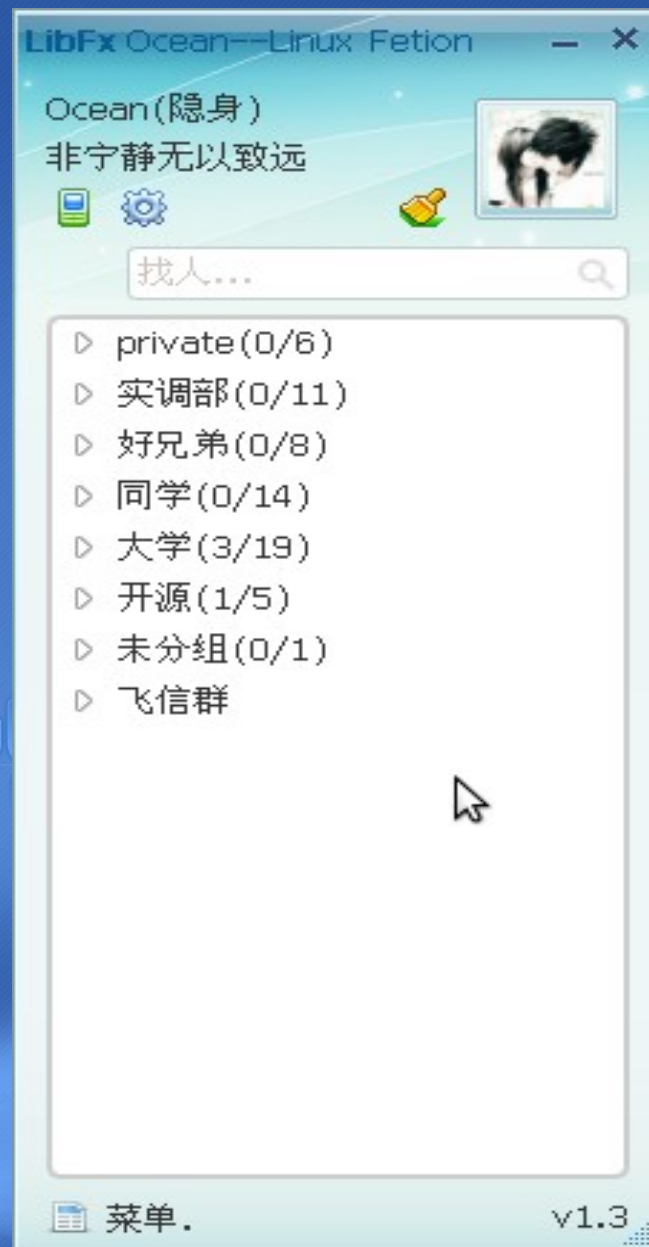 LibFx Ocean--Linux Fetion
Ocean(隐身)
非宁静无以致远
找人...
private(0/6)
实调部(0/11)
好兄弟(0/8)
同学(0/14)
大学(3/19)
开源(1/5)
未分组(0/1)
飞信群
菜单.
v1.3